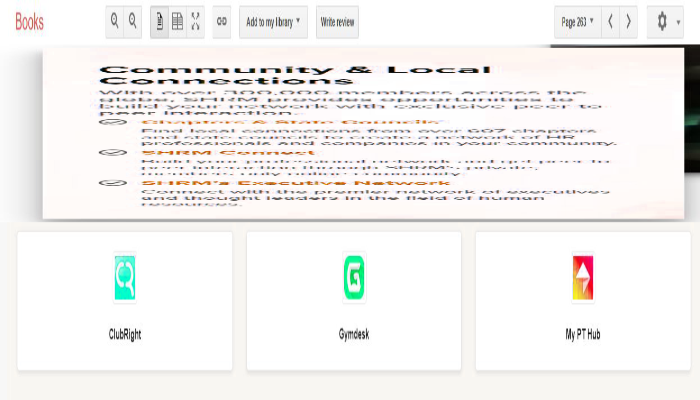 Books
Add to my library
Write review
Page 263
Community & Local
Connections
With over 300,000 members across the
globe, SHRM provides opportunities to
build your network with exclusive peer to
peer interaction.
Chapters & State Councils
Find local connections from over 607 chapters
and state councils to create a network of HR
professionals and companies in your community.
SHRM Connect
Build your professional network and get peer to
peer interaction through SHRM's private,
community.
SHRM's Executive Network
Connect with the premier network of executives
and thought leaders in the field of human
resources.
ClubRight
Gymdesk
My PT Hub